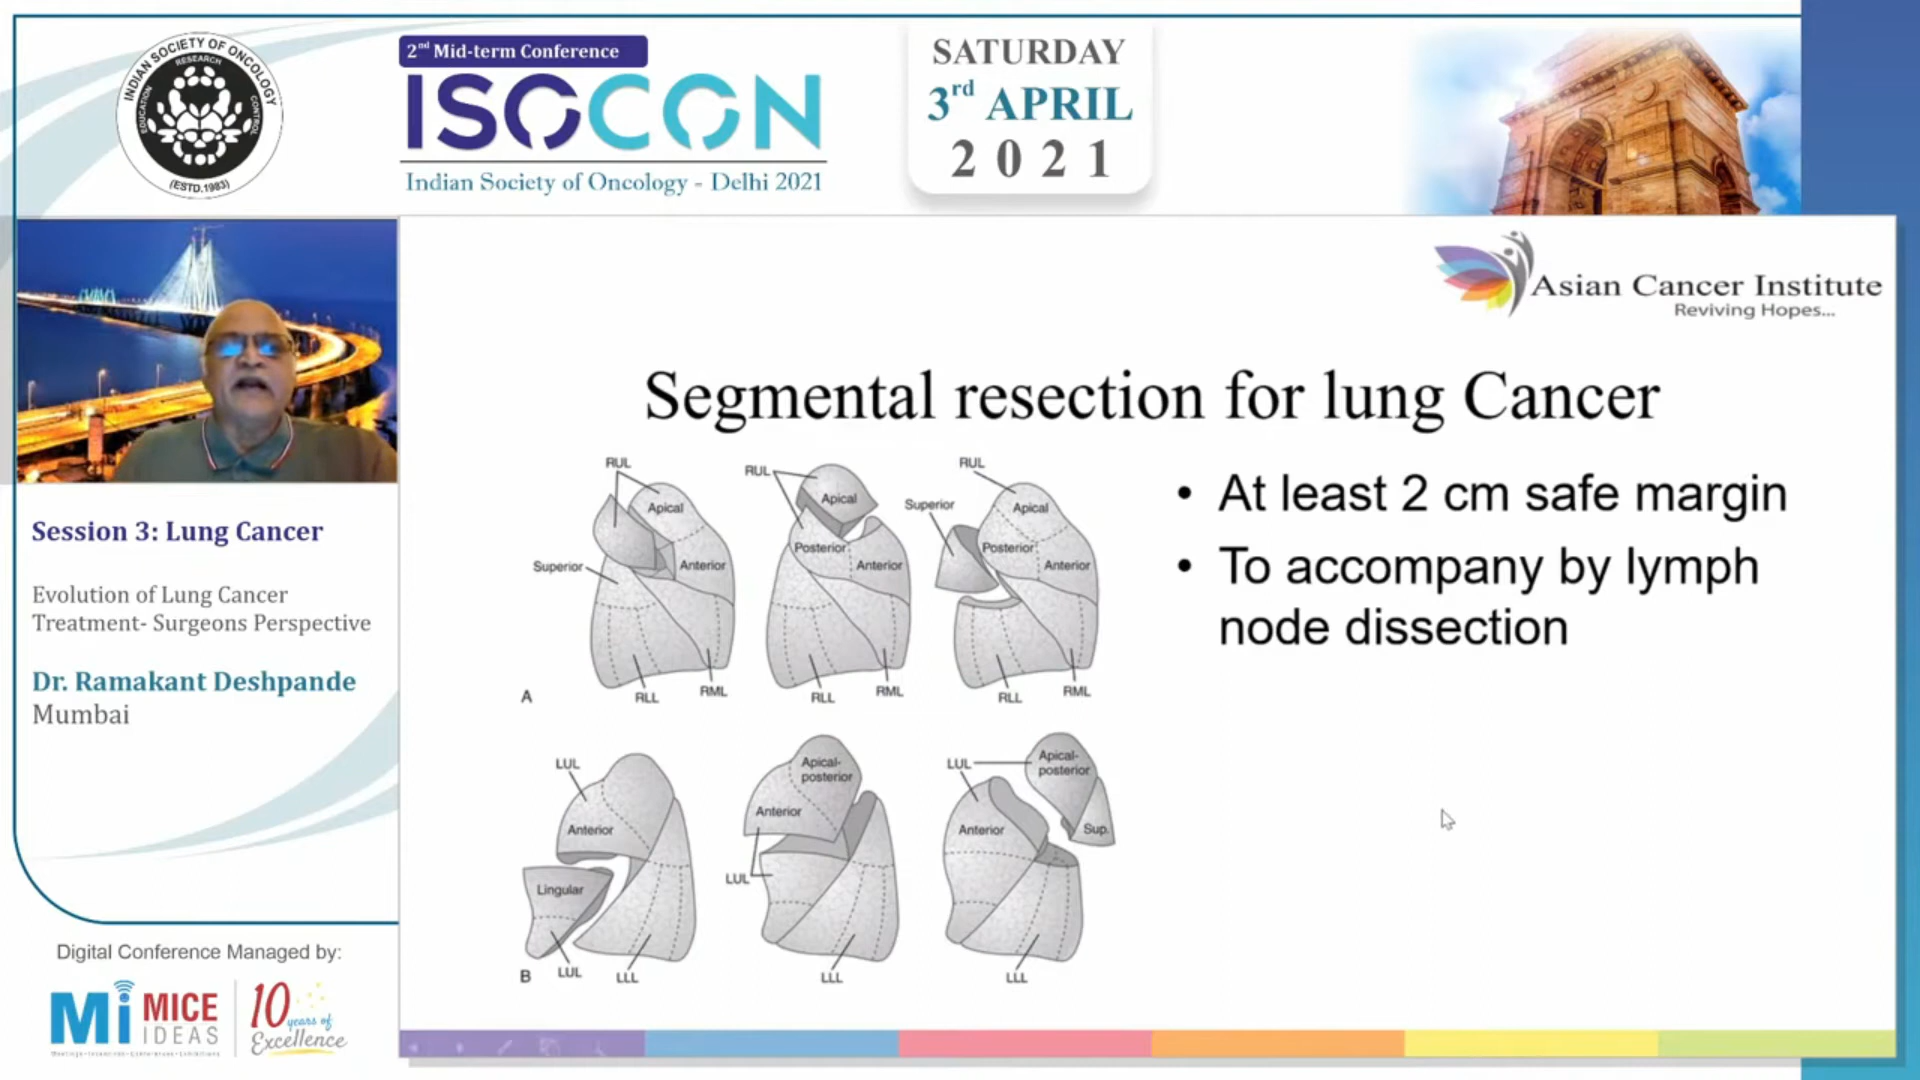 INDIAN SOCIETY OF ONCOLOGY
RESEARCH
EDUCATION
CONTROL
(ESTD.1983)
2nd Mid-term Conference
ISOCON
Indian Society of Oncology - Delhi 2021
SATURDAY
3rd APRIL
2021
Session 3: Lung Cancer
Evolution of Lung Cancer
Treatment- Surgeons Perspective
Dr. Ramakant Deshpande
Mumbai
Digital Conference Managed by:
Mi MICE
IDEAS
10
years of
Excellence
Asian Cancer Institute
Reviving Hopes...
Segmental resection for lung Cancer
• At least 2 cm safe margin
• To accompany by lymph
node dissection
RUL
Apical
Superior
Anterior
A
RLL
RML
RUL
Apical
Posterior
Anterior
RLL
RML
RUL
Superior
Apical
Posterior
Anterior
RLL
RML
LUL
Anterior
Lingular
B
LUL
LLL
Apical-
posterior
Anterior
LUL
LLL
LUL
Apical-
posterior
Anterior
Sup.
LLL